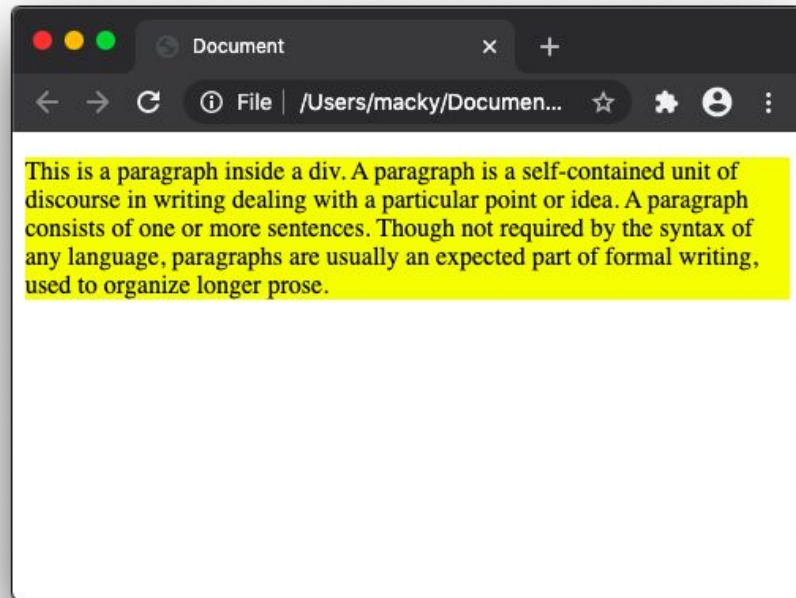 Document
File /Users/macky/Documen...
This is a paragraph inside a div. A paragraph is a self-contained unit of
discourse in writing dealing with a particular point or idea. A paragraph
consists of one or more sentences. Though not required by the syntax of
any language, paragraphs are usually an expected part of formal writing,
used to organize longer prose.